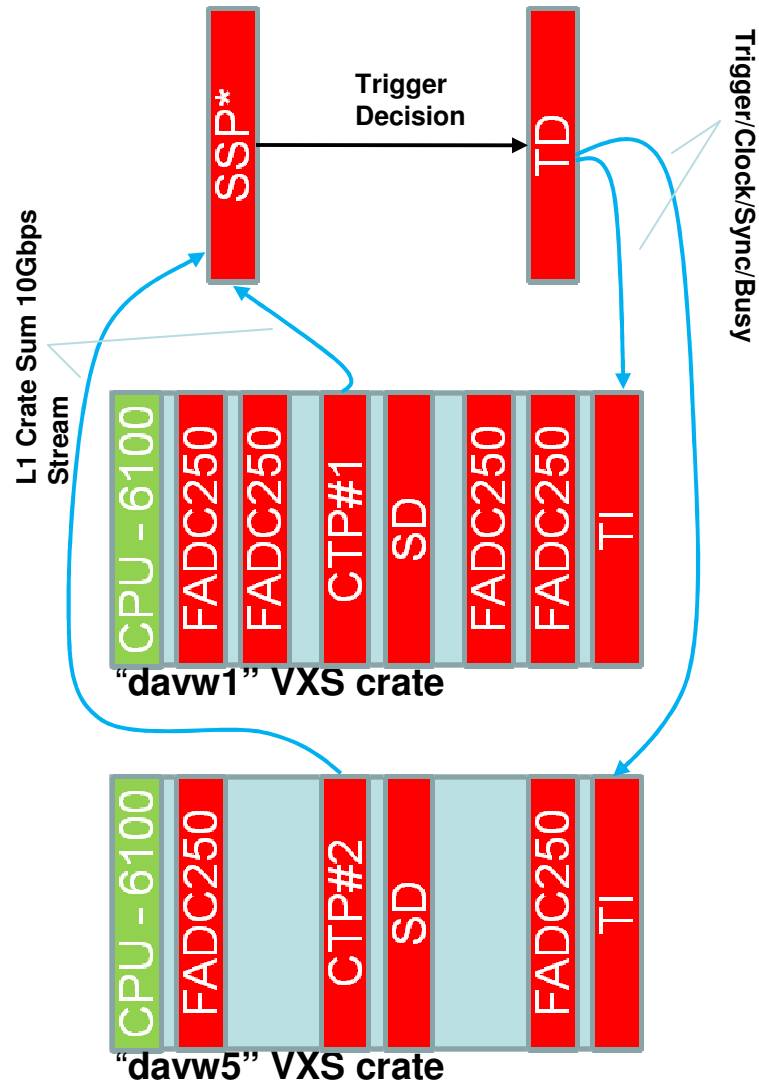 SSP*
Trigger
Decision
TD
Trigger/Clock/Sync/Busy
L1 Crate Sum 10Gbps
Stream
CPU - 6100
FADC250
FADC250
CTP#1
SD
FADC250
FADC250
TI
“davw1” VXS crate
CPU - 6100
FADC250
CTP#2
SD
FADC250
TI
“davw5” VXS crate